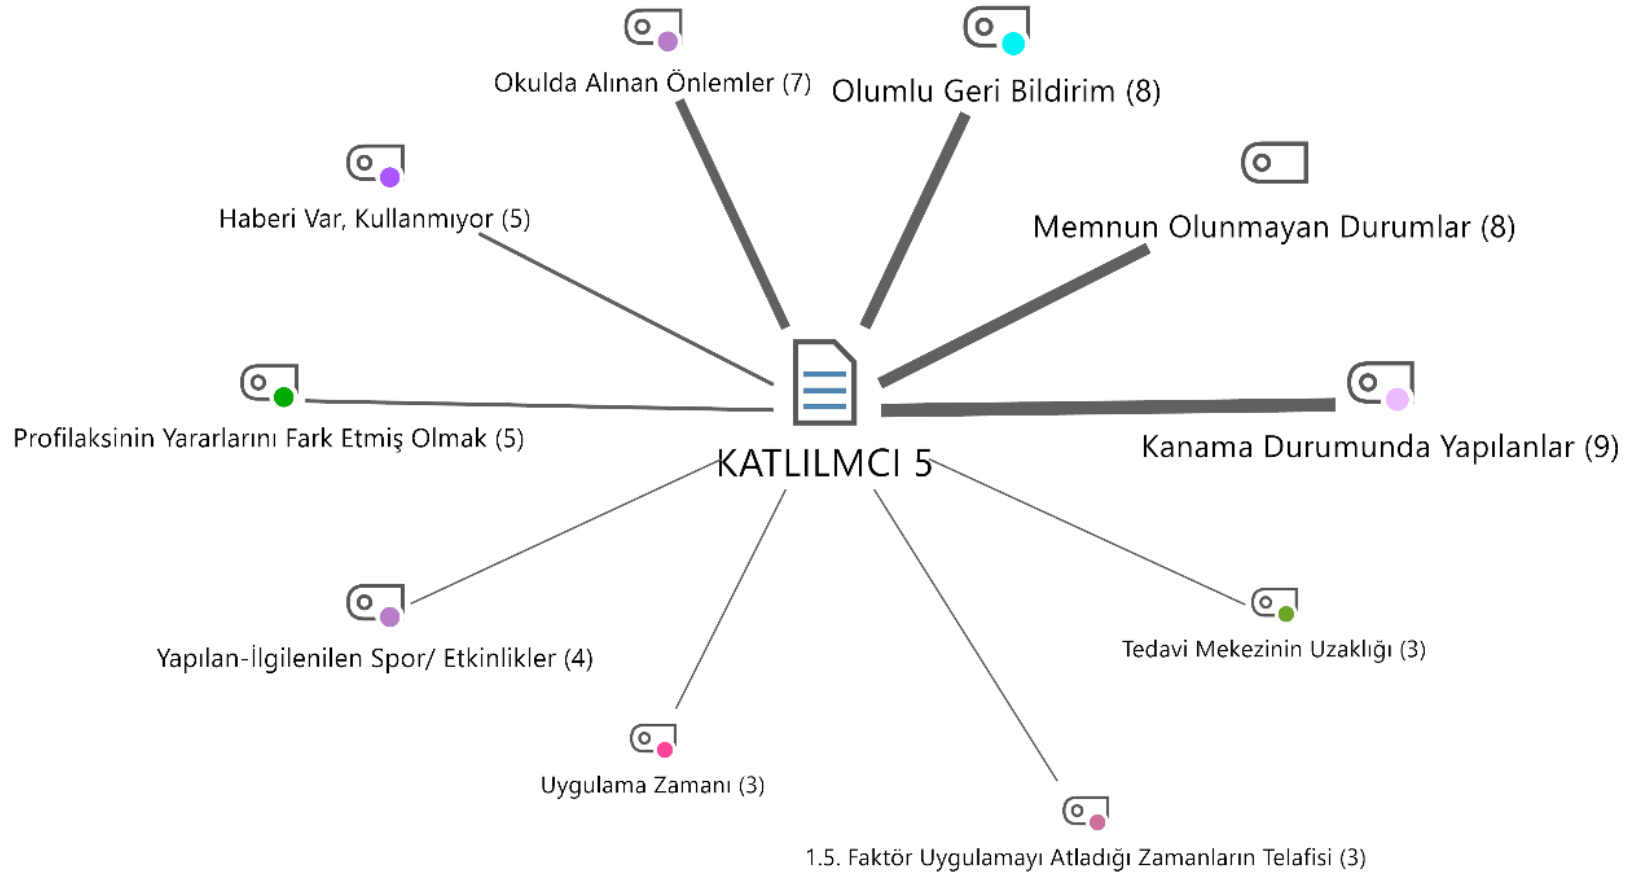 Okulda Alınan Önlemler (7)
Olumlu Geri Bildirim (8)
Haberi Var, Kullanmıyor (5)
Memnun Olunmayan Durumlar (8)
Profilaksinin Yararlarını Fark Etmiş Olmak (5)
KATLILMCI 5
Kanama Durumunda Yapılanlar (9)
Yapılan-İlgilenilen Spor/ Etkinlikler (4)
Tedavi Mekezinin Uzaklığı (3)
Uygulama Zamanı (3)
1.5. Faktör Uygulamayı Atladığı Zamanların Telafisi (3)